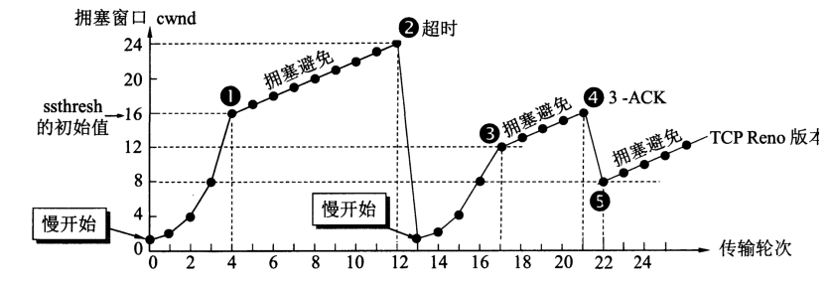 拥塞窗口 cwnd
24
20
ssthresh
的初始值
16
12
8
4
0
慢开始
❶
拥塞避免
❷ 超时
慢开始
❸
拥塞避免
❹ 3 -ACK
❺
拥塞避免
TCP Reno 版本
0 2 4 6 8 10 12 14 16 18 20 22 24
传输轮次